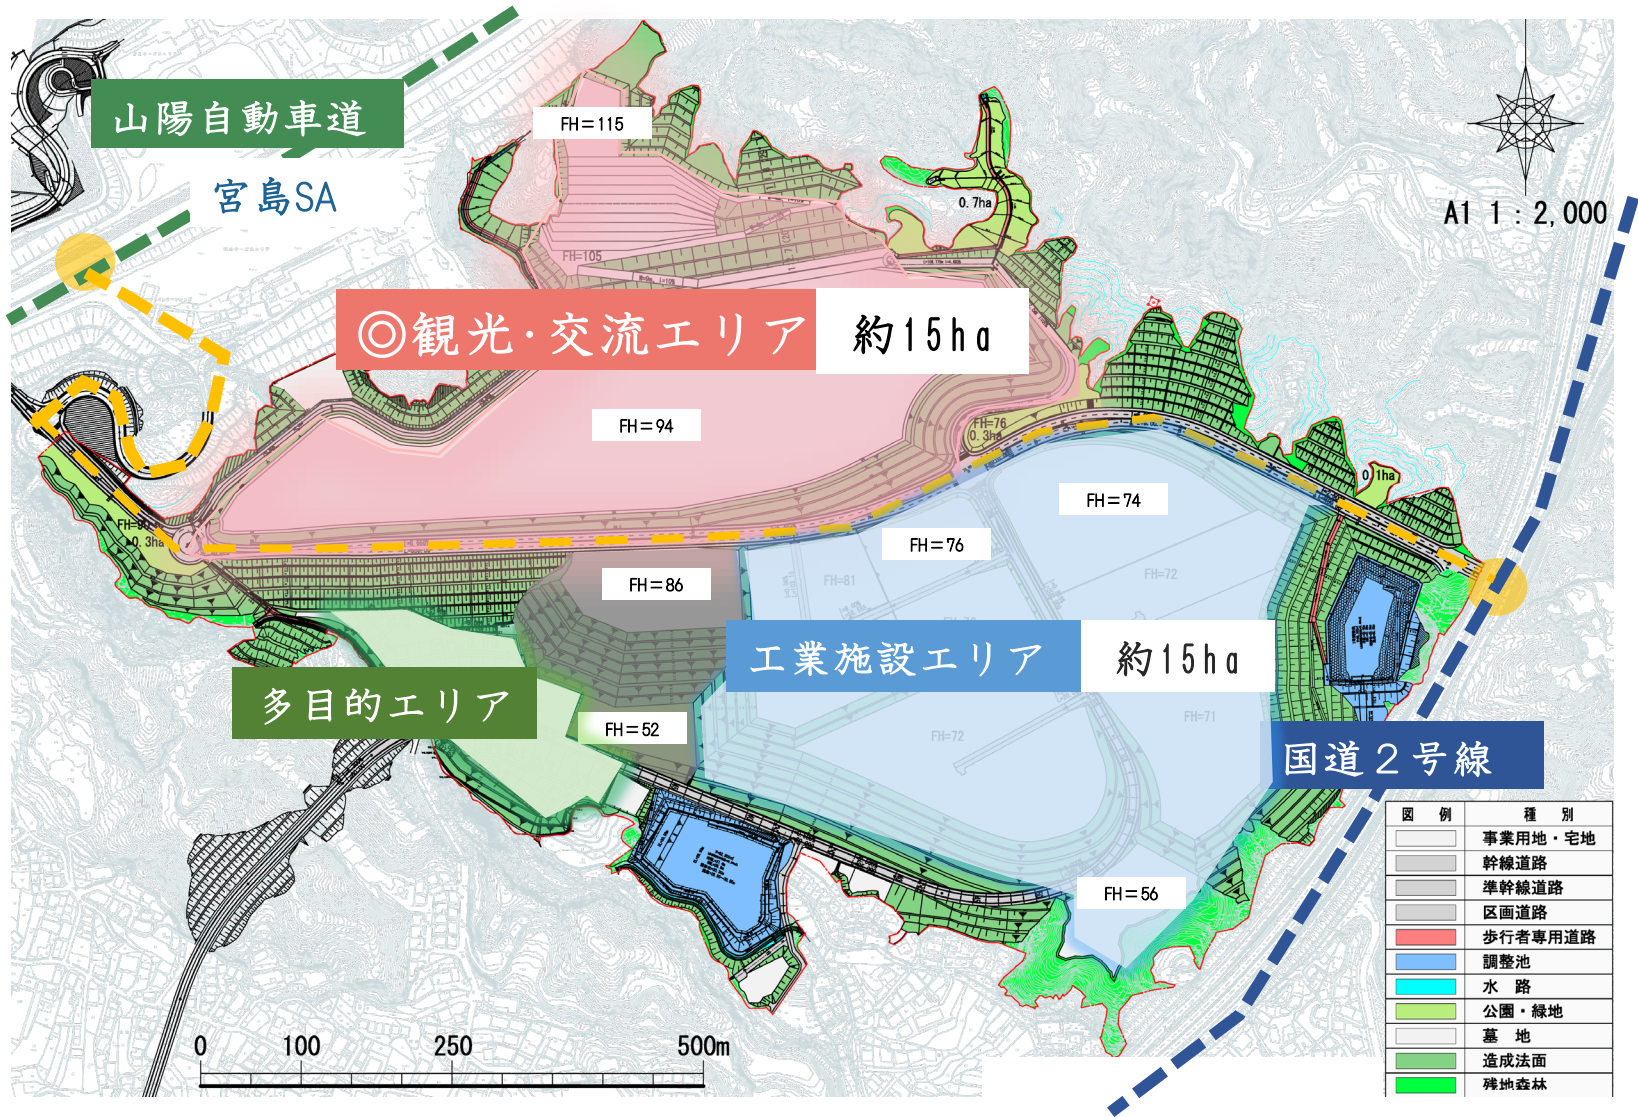 山陽自動車道
宮島SA
FH＝115
0.7ha
A1 1：2,000
FH=105
◎観光･交流エリア
約15ha
FH＝94
FH=76
0.3ha
FH＝74
0.1ha
0.3ha
FH＝76
FH＝86
FH=81
FH=72
工業施設エリア
約15ha
多目的エリア
FH＝52
FH=72
FH=71
国道２号線
FH＝56
図　例
種　別
事業用地・宅地
幹線道路
準幹線道路
区画道路
歩行者専用道路
調整池
水　路
公園・緑地
墓　地
造成法面
残地森林
0 100 250 500m